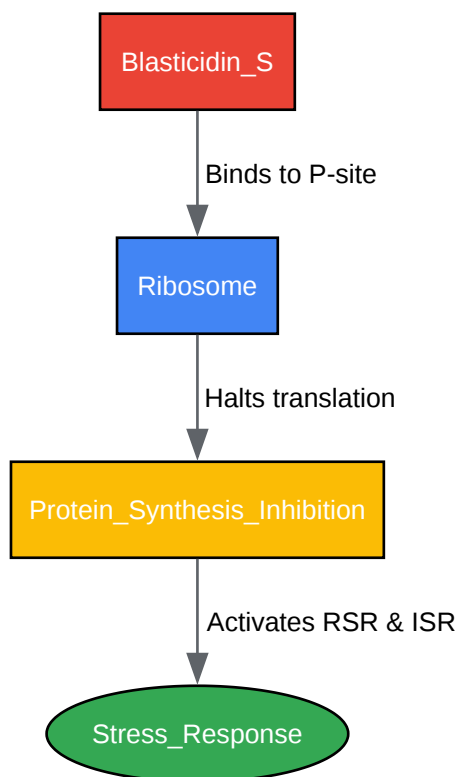 Blasticidin_S
Binds to P-site
Ribosome
Halts translation
Protein_Synthesis_Inhibition
Activates RSR & ISR
Stress_Response